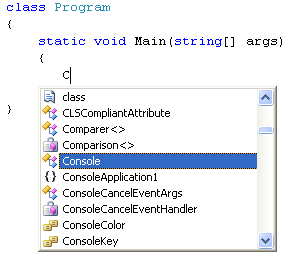 class Program
{
static void Main(string[] args)
{
C
class
CLSCompliantAttribute
Comparer<>
Comparison<>
Console
{} ConsoleApplication1
ConsoleCancelEventArgs
ConsoleCancelEventHandler
ConsoleColor
ConsoleKey
}